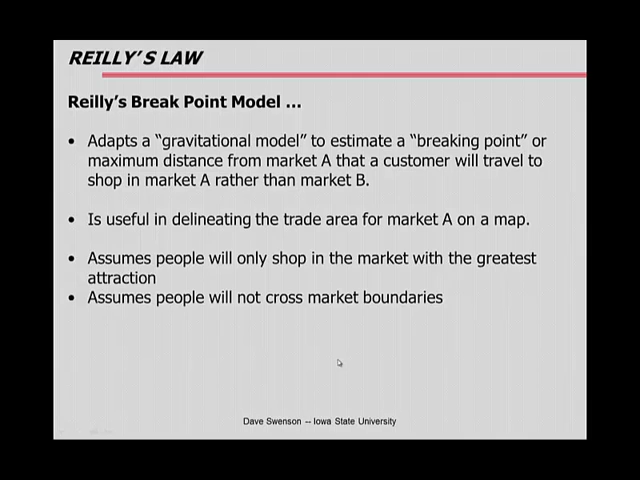 REILLY'S LAW
Reilly's Break Point Model ...
• Adapts a “gravitational model” to estimate a “breaking point” or
maximum distance from market A that a customer will travel to
shop in market A rather than market B.
• Is useful in delineating the trade area for market A on a map.
• Assumes people will only shop in the market with the greatest
attraction
• Assumes people will not cross market boundaries
Dave Swenson -- Iowa State University